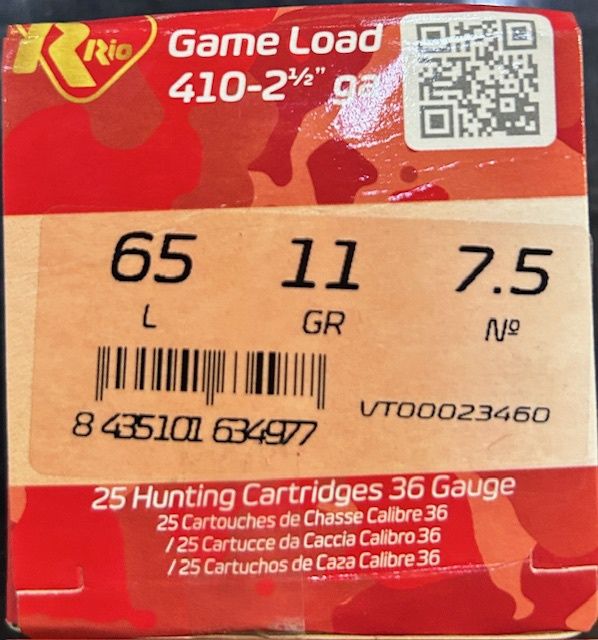 Rio
Game Load
410-2½" ga
65 11 7.5
L GR Nº
8 435101 634977
VT00023460
25 Hunting Cartridges 36 Gauge
25 Cartouches de Chasse Calibre 36
/ 25 Cartucce da Caccia Calibro 36
/ 25 Cartuchos de Caza Calibre 36